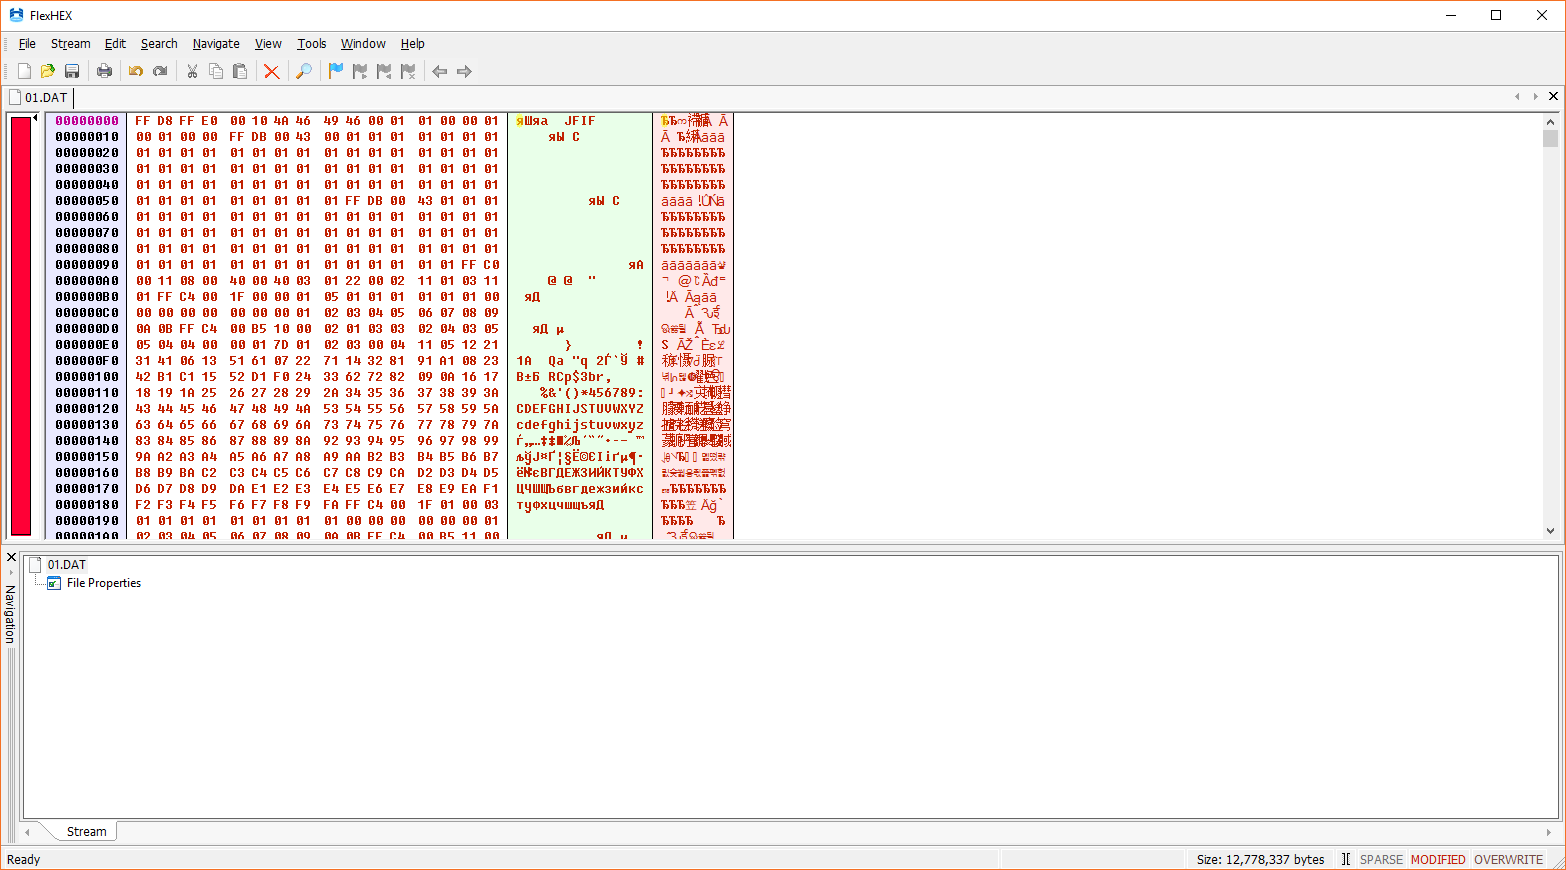 FlexHEX
File Stream Edit Search Navigate View Tools Window Help
01.DAT
00000000 FF D8 FF E0 00 10 4A 46 49 46 00 01 01 00 00 01 яШяа JFIF
00000010 00 01 00 00 FF DB 00 43 00 01 01 01 01 01 01 01 яЫ C
00000020 01 01 01 01 01 01 01 01 01 01 01 01 01 01 01 01
00000030 01 01 01 01 01 01 01 01 01 01 01 01 01 01 01 01
00000040 01 01 01 01 01 01 01 01 01 01 01 01 01 01 01 01
00000050 01 01 01 01 01 01 01 01 01 FF DB 00 43 01 01 01 яЫ C
00000060 01 01 01 01 01 01 01 01 01 01 01 01 01 01 01 01
00000070 01 01 01 01 01 01 01 01 01 01 01 01 01 01 01 01
00000080 01 01 01 01 01 01 01 01 01 01 01 01 01 01 01 01
00000090 01 01 01 01 01 01 01 01 01 01 01 01 01 01 FF C0 яА
000000A0 00 11 08 00 40 00 40 03 01 22 00 02 11 01 03 11 @ @ "
000000B0 01 FF C4 00 1F 00 00 01 05 01 01 01 01 01 01 00 яД
000000C0 00 00 00 00 00 00 00 01 02 03 04 05 06 07 08 09
000000D0 0A 0B FF C4 00 B5 10 00 02 01 03 03 02 04 03 05 яД µ
000000E0 05 04 04 00 00 01 7D 01 02 03 00 04 11 05 12 21 } !
000000F0 31 41 06 13 51 61 07 22 71 14 32 81 91 A1 08 23 1A Qa "q 2Ѓ‘Ў #
00000100 42 B1 C1 15 52 D1 F0 24 33 62 72 82 09 0A 16 17 B±Б RСр$3br‚
00000110 18 19 1A 25 26 27 28 29 2A 34 35 36 37 38 39 3A %&'()*456789:
00000120 43 44 45 46 47 48 49 4A 53 54 55 56 57 58 59 5A CDEFGHIJSTUVWXYZ
00000130 63 64 65 66 67 68 69 6A 73 74 75 76 77 78 79 7A cdefghijstuvwxyz
00000140 83 84 85 86 87 88 89 8A 92 93 94 95 96 97 98 99
00000150 9A A2 A3 A4 A5 A6 A7 A8 A9 AA B2 B3 B4 B5 B6 B7 љўЈ¤Ґ¦§Ё©ЄІіґµ¶·
00000160 B8 B9 BA C2 C3 C4 C5 C6 C7 C8 C9 CA D2 D3 D4 D5 ё№єВГДЕЖЗИЙКТУФХ
00000170 D6 D7 D8 D9 DA E1 E2 E3 E4 E5 E6 E7 E8 E9 EA F1 ЦЧШЩЪбвгдежзийкс
00000180 F2 F3 F4 F5 F6 F7 F8 F9 FA FF C4 00 1F 01 00 03 туфхцчшщъяД
00000190 01 01 01 01 01 01 01 01 01 00 00 00 00 00 00 01
000001A0 02 03 04 05 06 07 08 09 0A 0B FF C4 00 B5 11 00 яД µ
Navigation
01.DAT
File Properties
Stream
Ready Size: 12,778,337 bytes ][ SPARSE MODIFIED OVERWRITE